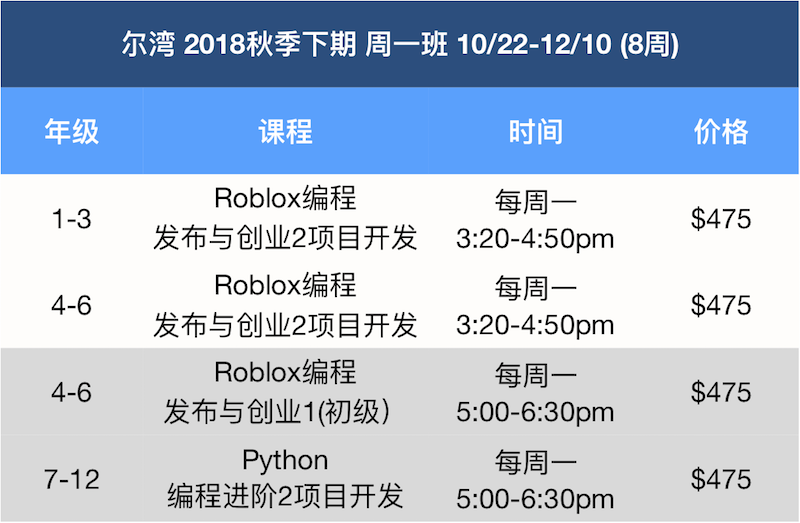 尔湾 2018秋季下期 周一班 10/22-12/10 (8周)
年级 课程 时间 价格
1-3 Roblox编程 每周一 $475
发布与创业2项目开发 3:20-4:50pm
4-6 Roblox编程 每周一 $475
发布与创业2项目开发 3:20-4:50pm
4-6 Roblox编程 每周一 $475
发布与创业1(初级） 5:00-6:30pm
7-12 Python 每周一 $475
编程进阶2项目开发 5:00-6:30pm